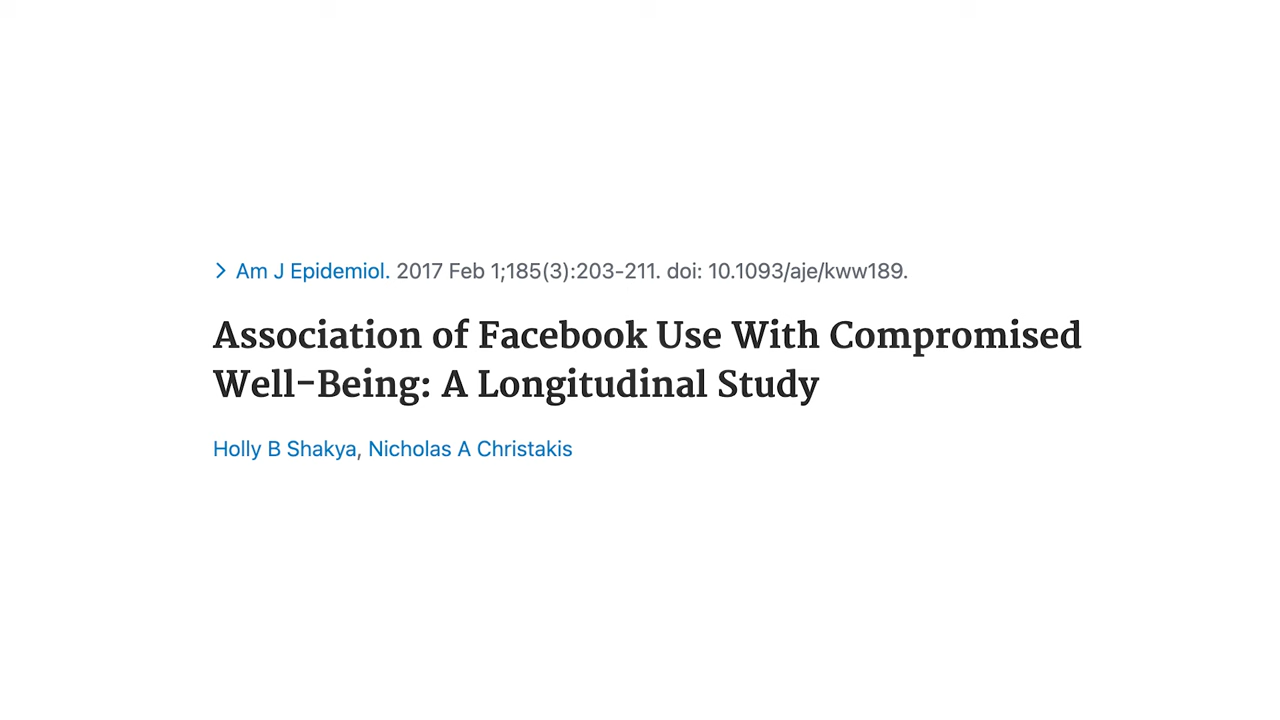 > Am J Epidemiol. 2017 Feb 1;185(3):203-211. doi: 10.1093/aje/kww189.
Association of Facebook Use With Compromised
Well-Being: A Longitudinal Study
Holly B Shakya, Nicholas A Christakis